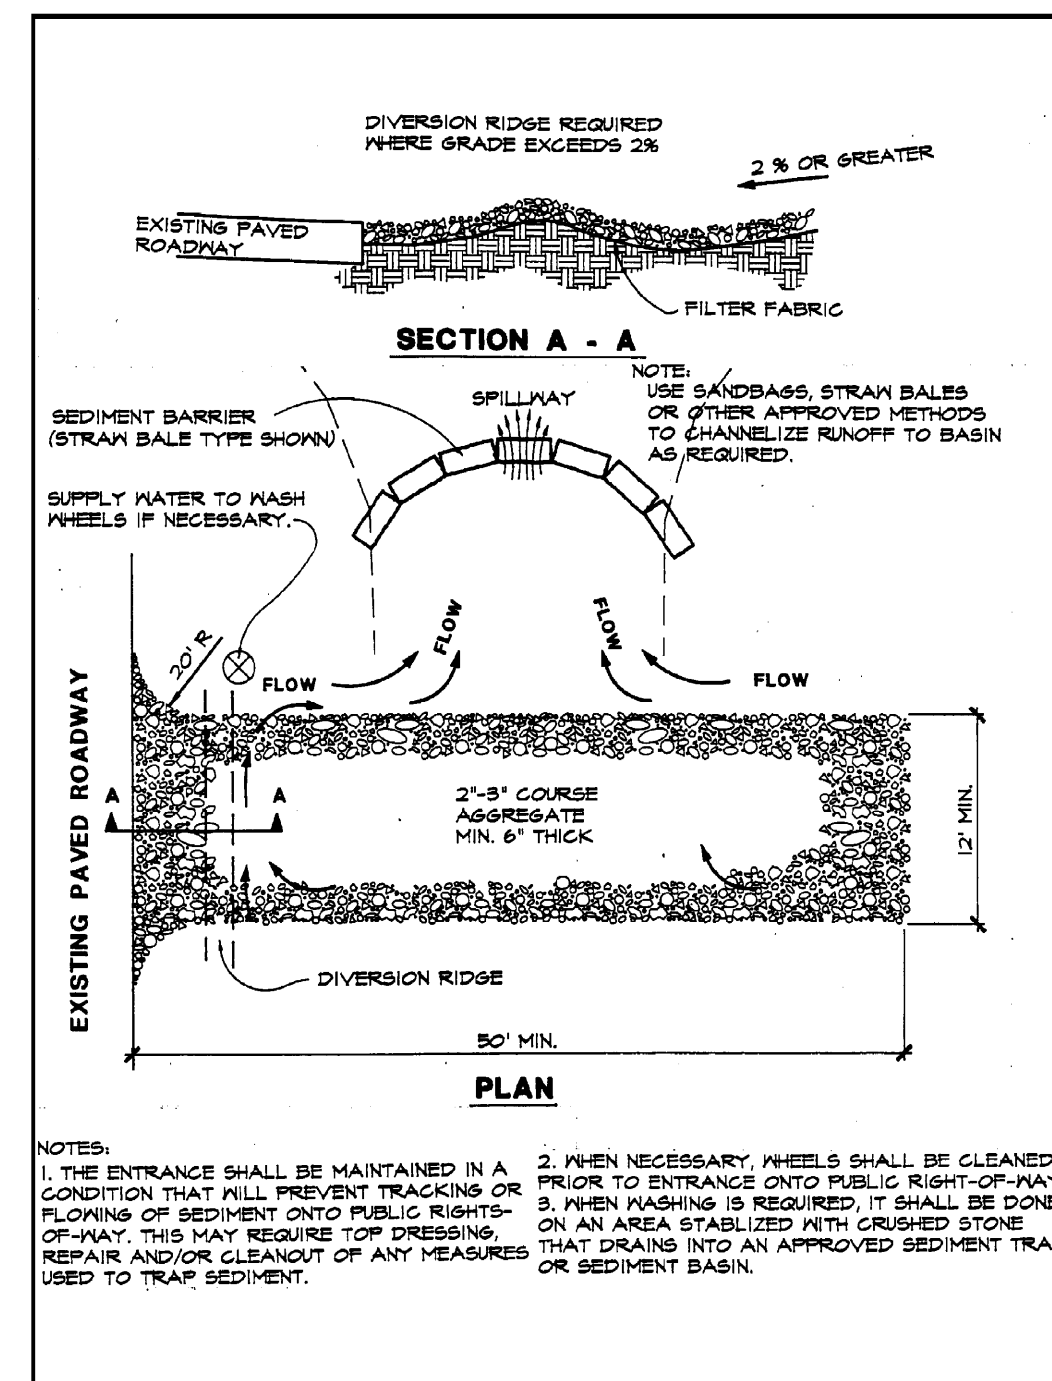 DIVERSION RIDGE REQUIRED
WHERE GRADE EXCEEDS 2%
2 % OR GREATER
EXISTING PAVED
ROADWAY
FILTER FABRIC
SECTION A - A
NOTE:
USE SANDBAGS, STRAW BALES
OR OTHER APPROVED METHODS
TO CHANNELIZE RUNOFF TO BASIN
AS REQUIRED.
SPILLWAY
SEDIMENT BARRIER
(STRAW BALE TYPE SHOWN)
SUPPLY WATER TO WASH
WHEELS IF NECESSARY.
FLOW
FLOW
20' R
FLOW
FLOW
EXISTING PAVED ROADWAY
A
A
2"-3" COURSE
AGGREGATE
MIN. 6" THICK
12' MIN.
DIVERSION RIDGE
50' MIN.
PLAN
NOTES:
1. THE ENTRANCE SHALL BE MAINTAINED IN A
CONDITION THAT WILL PREVENT TRACKING OR
FLOWING OF SEDIMENT ONTO PUBLIC RIGHTS-
OF-WAY. THIS MAY REQUIRE TOP DRESSING,
REPAIR AND/OR CLEANOUT OF ANY MEASURES
USED TO TRAP SEDIMENT.
2. WHEN NECESSARY, WHEELS SHALL BE CLEANED
PRIOR TO ENTRANCE ONTO PUBLIC RIGHT-OF-WAY
3. WHEN WASHING IS REQUIRED, IT SHALL BE DONE
ON AN AREA STABLIZED WITH CRUSHED STONE
THAT DRAINS INTO AN APPROVED SEDIMENT TRA
OR SEDIMENT BASIN.